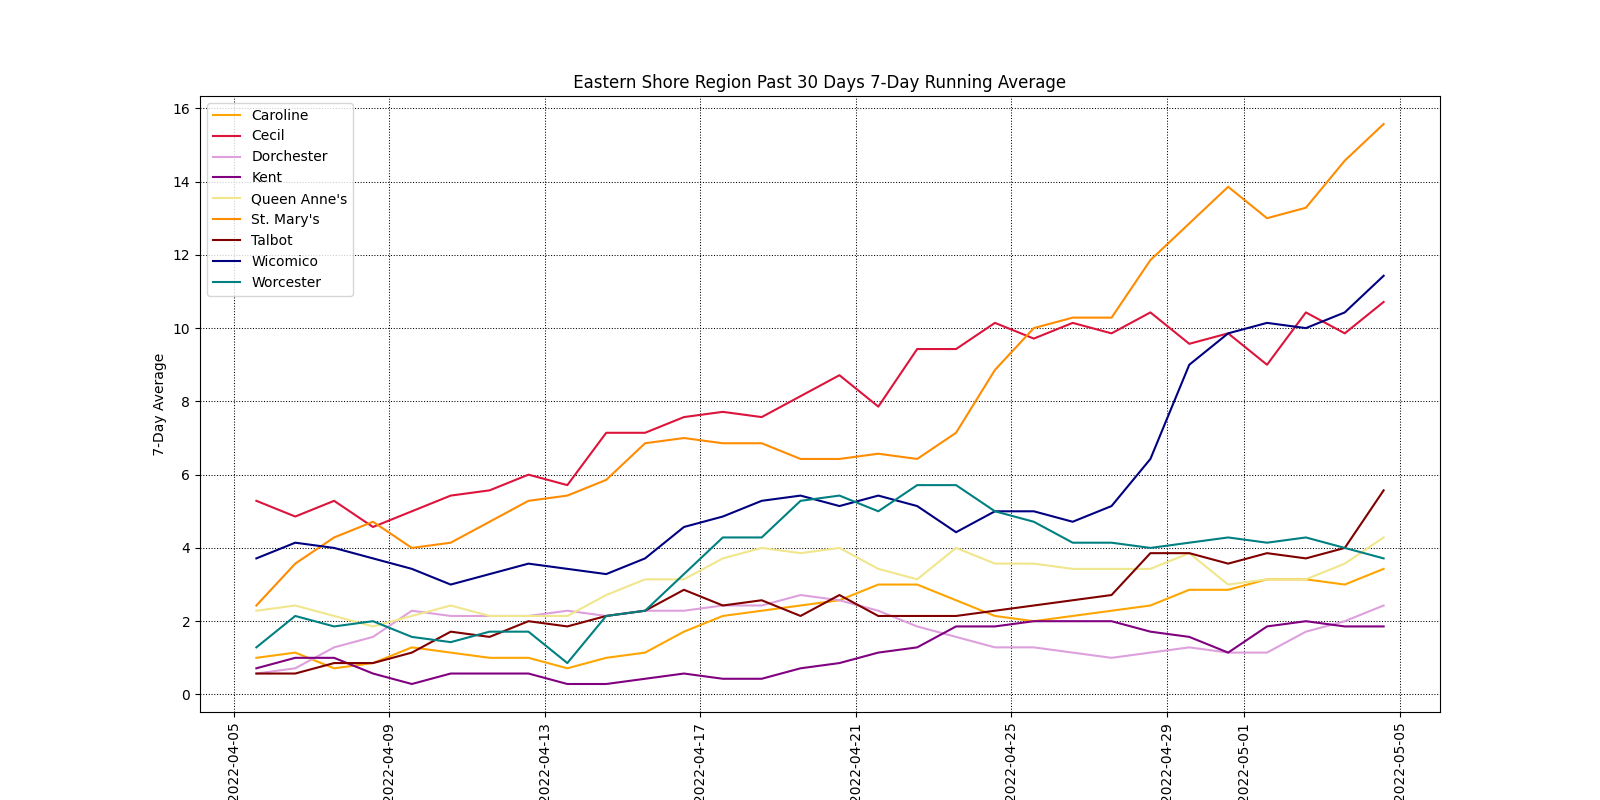 Eastern Shore Region Past 30 Days 7-Day Running Average
16
14
12
10
8
6
4
2
0
7-Day Average
Caroline
Cecil
Dorchester
Kent
Queen Anne's
St. Mary's
Talbot
Wicomico
Worcester
2022-04-05
2022-04-09
2022-04-13
2022-04-17
2022-04-21
2022-04-25
2022-04-29
2022-05-01
2022-05-05